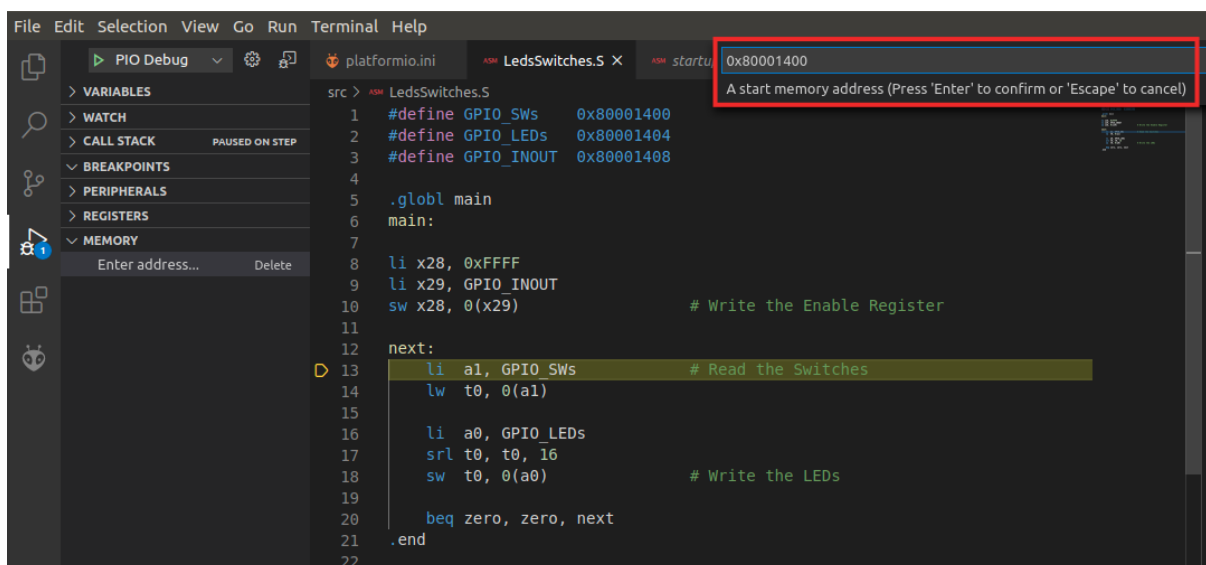 File Edit Selection View Go Run Terminal Help
PIO Debug
platformio.ini
ASM LedsSwitches.S
ASM startu
0x80001400
A start memory address (Press 'Enter' to confirm or 'Escape' to cancel)
VARIABLES
WATCH
CALL STACK PAUSED ON STEP
BREAKPOINTS
PERIPHERALS
REGISTERS
MEMORY
Enter address... Delete
1
src > ASM LedsSwitches.S
1 #define GPIO_SWs 0x80001400
2 #define GPIO_LEDs 0x80001404
3 #define GPIO_INOUT 0x80001408
4
5 .globl main
6 main:
7
8 li x28, 0xFFFF
9 li x29, GPIO_INOUT
10 sw x28, 0(x29) # Write the Enable Register
11
12 next:
13 li a1, GPIO_SWs # Read the Switches
14 lw t0, 0(a1)
15
16 li a0, GPIO_LEDs
17 srl t0, t0, 16
18 sw t0, 0(a0) # Write the LEDs
19
20 beq zero, zero, next
21 .end
22